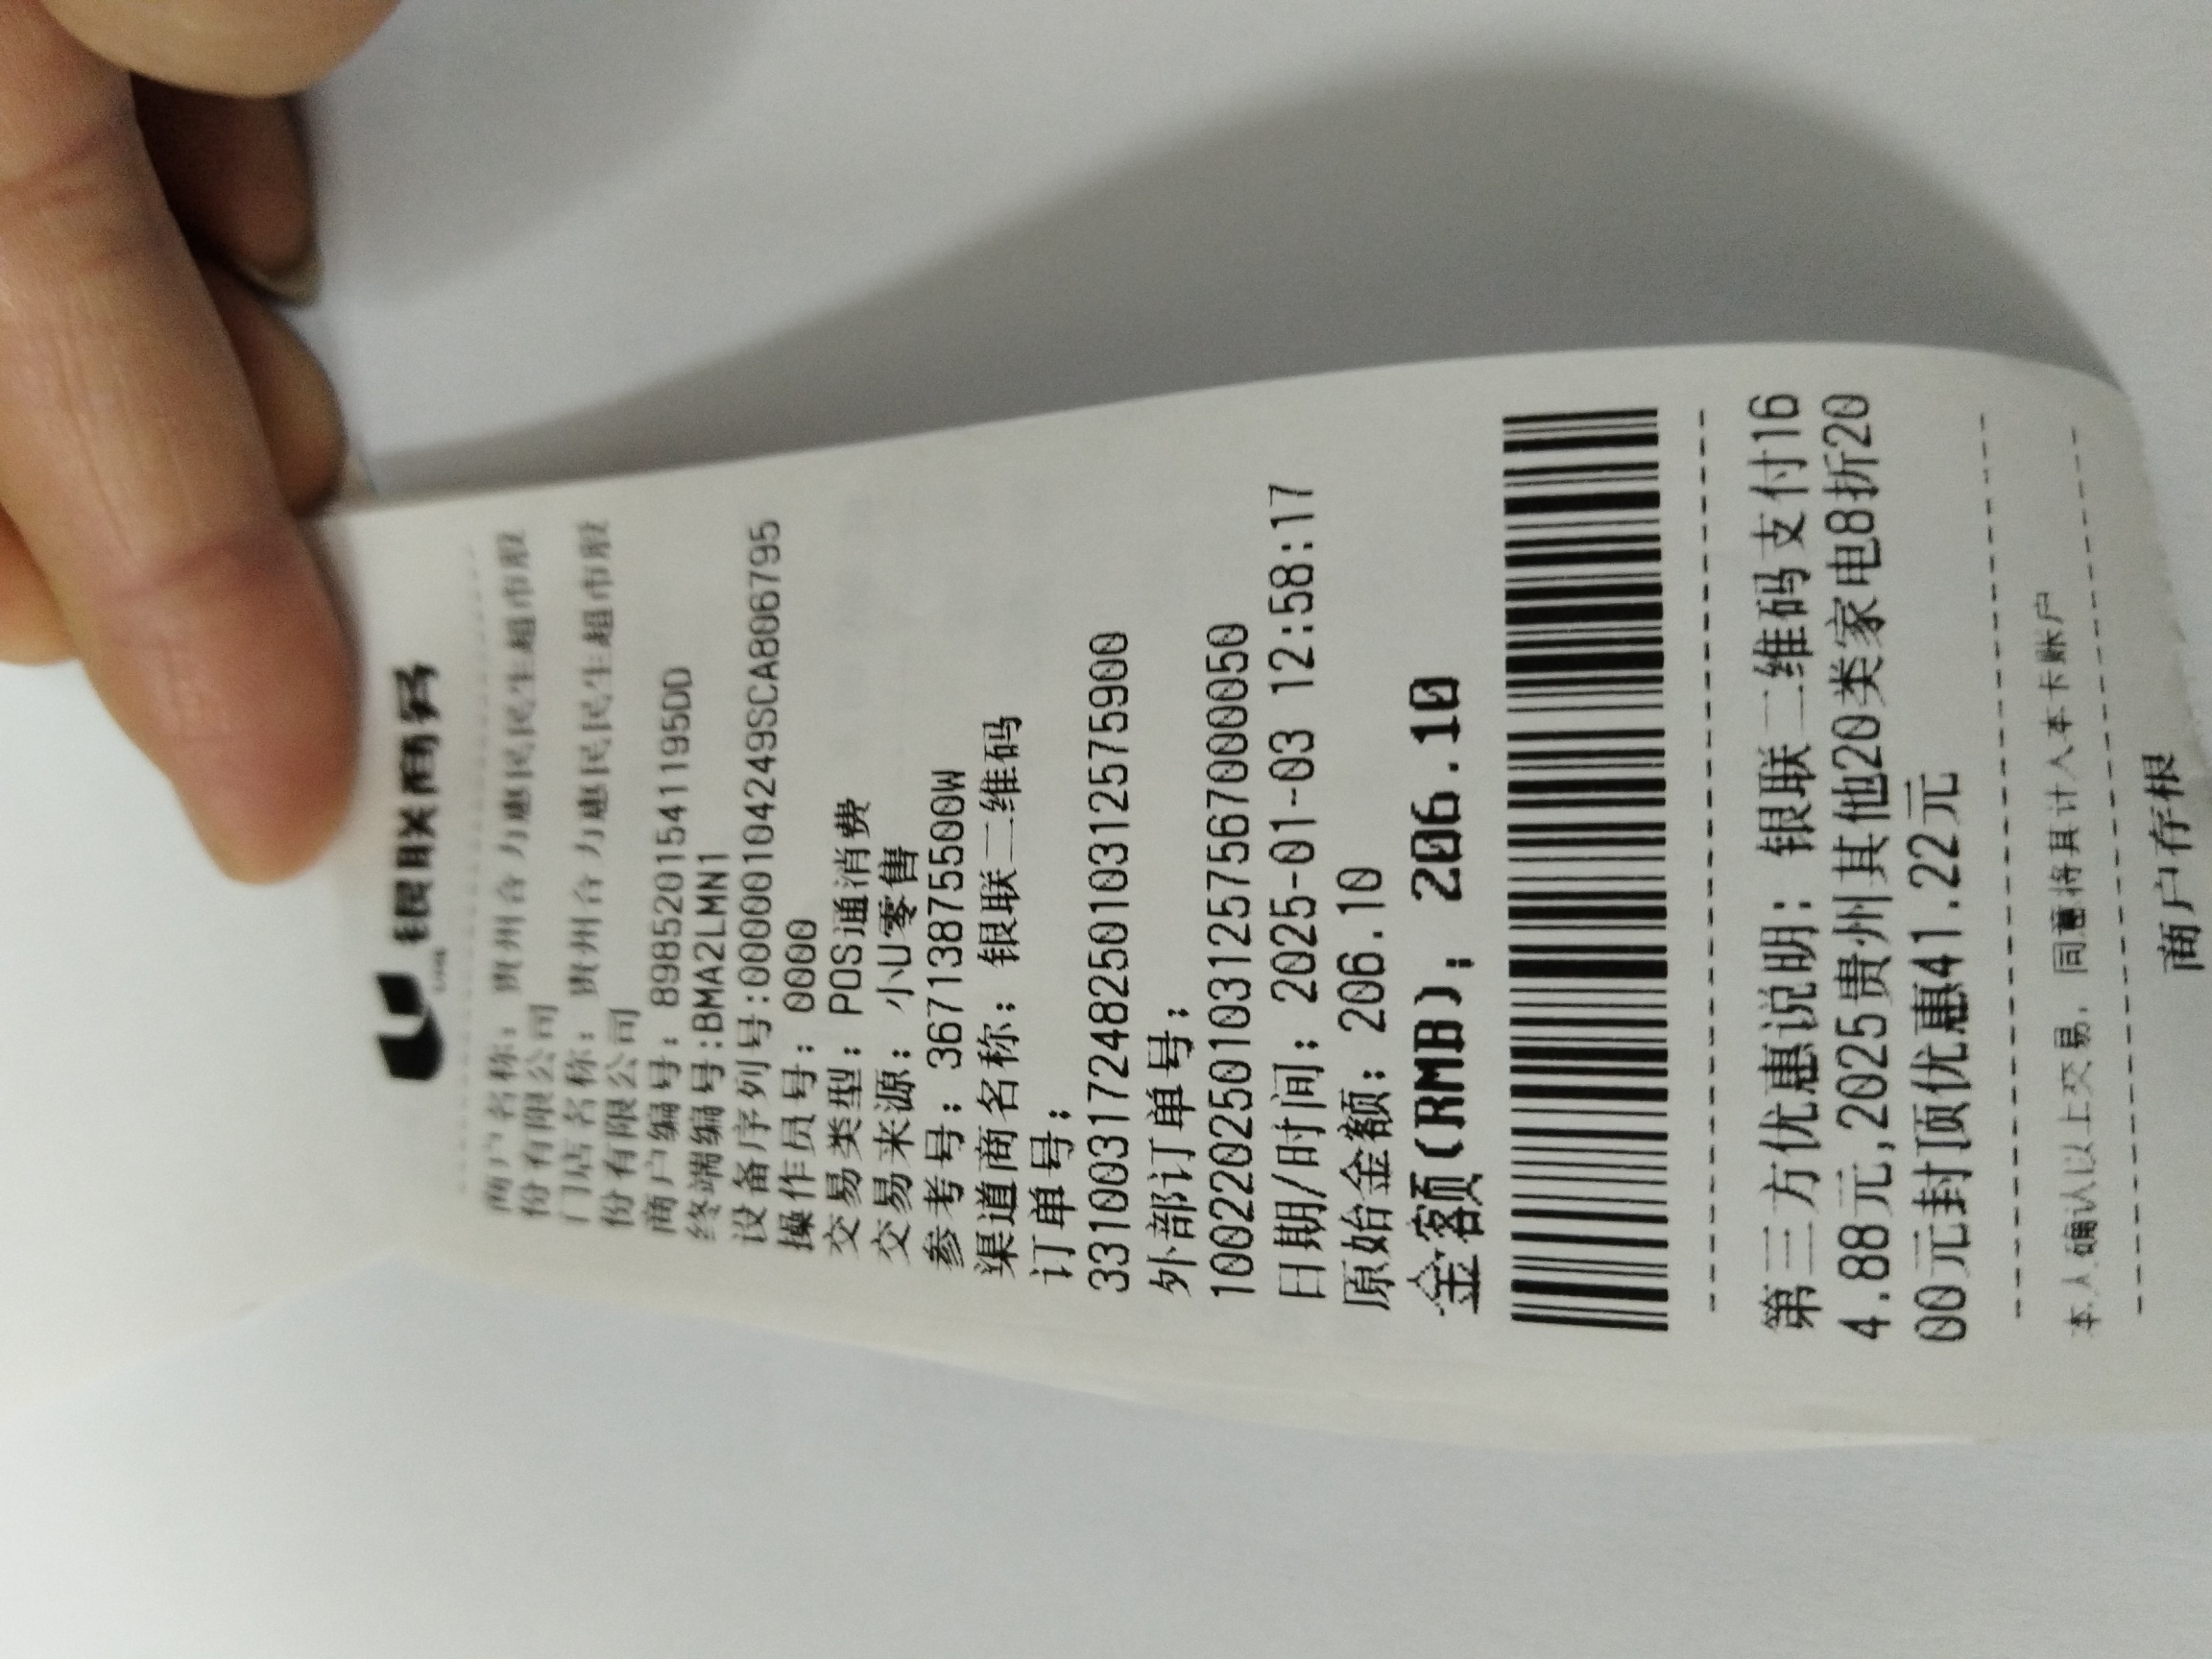 银联商务
商户名称: 贵州合力惠民民生超市股
份有限公司
门店名称: 贵州合力惠民民生超市股
份有限公司
商户编号: 8985201541195DD
终端编号:BMA2LMN1
设备序列号:0000010424９SCA806795
操作员号: 0000
交易类型: POS通消费
交易来源: 小U零售
参考号: 36713875500W
渠道商名称: 银联二维码
订单号:
33100317248250103125759​00
外部订单号:
10022025010312575670​00050
日期/时间: 2025-01-03 12:58:17
原始金额: 206.10
金额(RMB): 206.10
第三方优惠说明: 银联二维码支付16
4.88元,2025贵州其他20类家电8折20
00元封顶优惠41.22元
本人确认以上交易, 同意将其计入本卡账户
商户存根